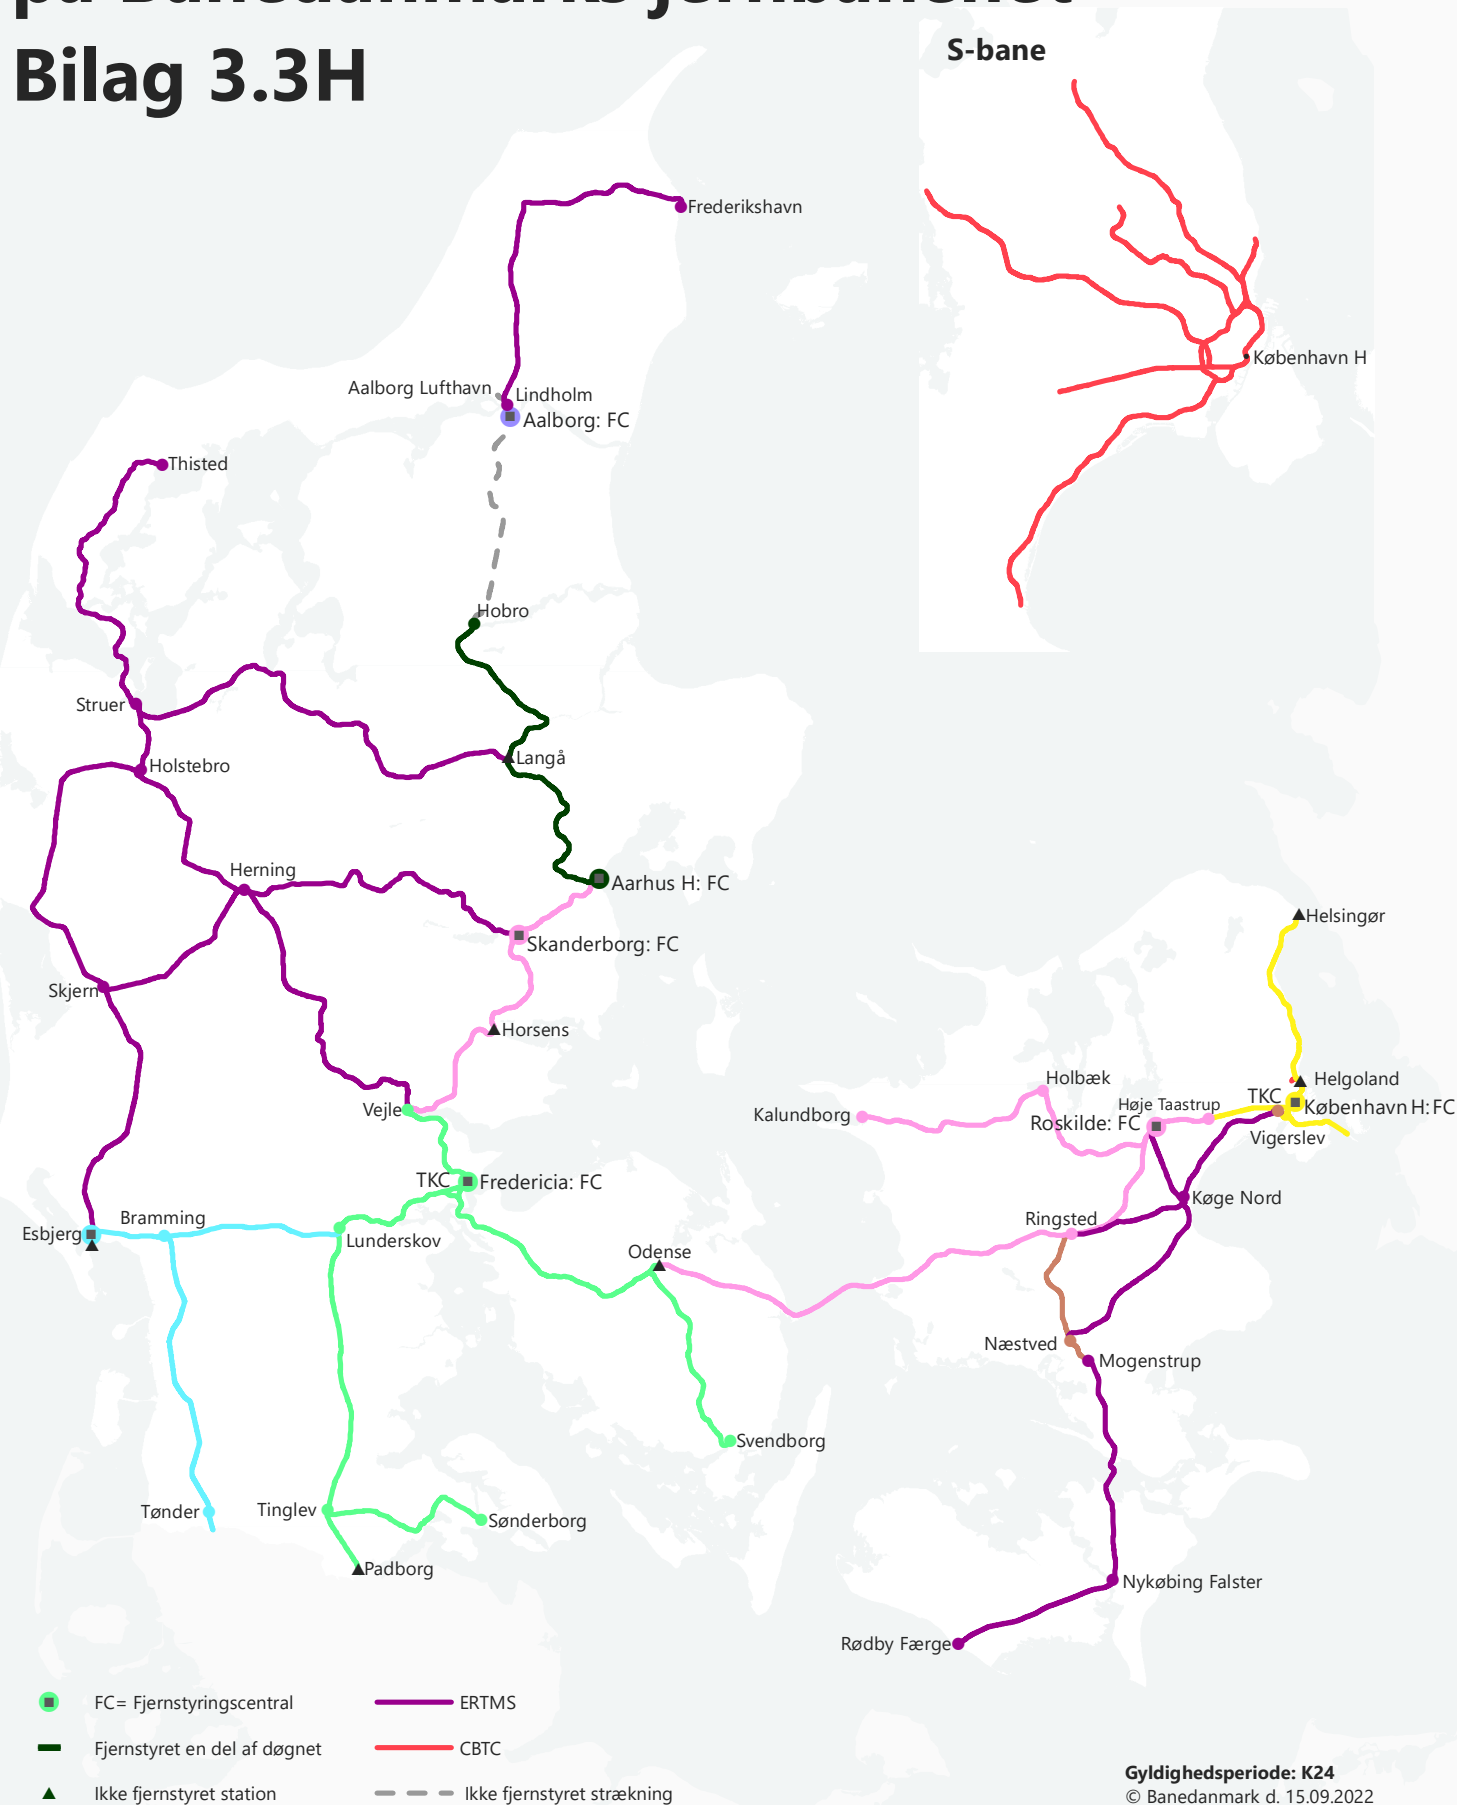 på Banedanmarks jernbanenet
Bilag 3.3H
S-bane
København H
Frederikshavn
Aalborg Lufthavn
Lindholm
Aalborg: FC
Thisted
Hobro
Struer
Langå
Holstebro
Herning
Aarhus H: FC
Skanderborg: FC
Skjern
Horsens
Vejle
TKC
Fredericia: FC
Esbjerg
Bramming
Lunderskov
Odense
Svendborg
Tønder
Tinglev
Sønderborg
Padborg
Helsingør
Helgoland
Holbæk
TKC
Høje Taastrup
København H: FC
Kalundborg
Roskilde: FC
Vigerslev
Køge Nord
Ringsted
Næstved
Mogenstrup
Nykøbing Falster
Rødby Færge
FC= Fjernstyringscentral
ERTMS
Fjernstyret en del af døgnet
CBTC
Ikke fjernstyret station
Ikke fjernstyret strækning
Gyldighedsperiode: K24
© Banedanmark d. 15.09.2022